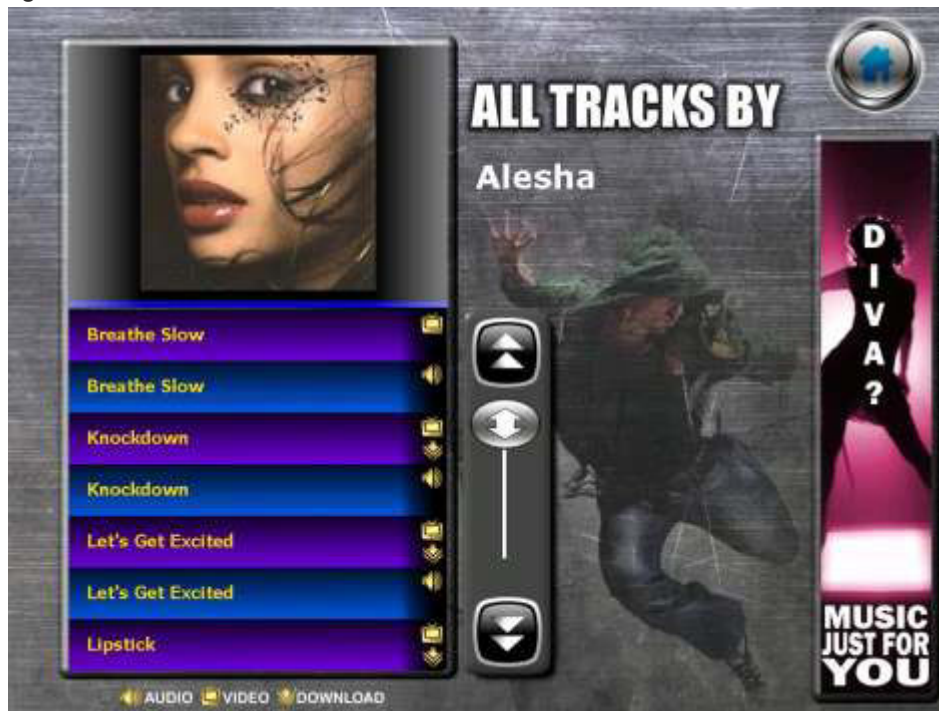 ALL TRACKS BY
Alesha
Breathe Slow
Breathe Slow
Knockdown
Knockdown
Let's Get Excited
Let's Get Excited
Lipstick
AUDIO VIDEO DOWNLOAD
DIVA?
MUSIC
JUST FOR
YOU